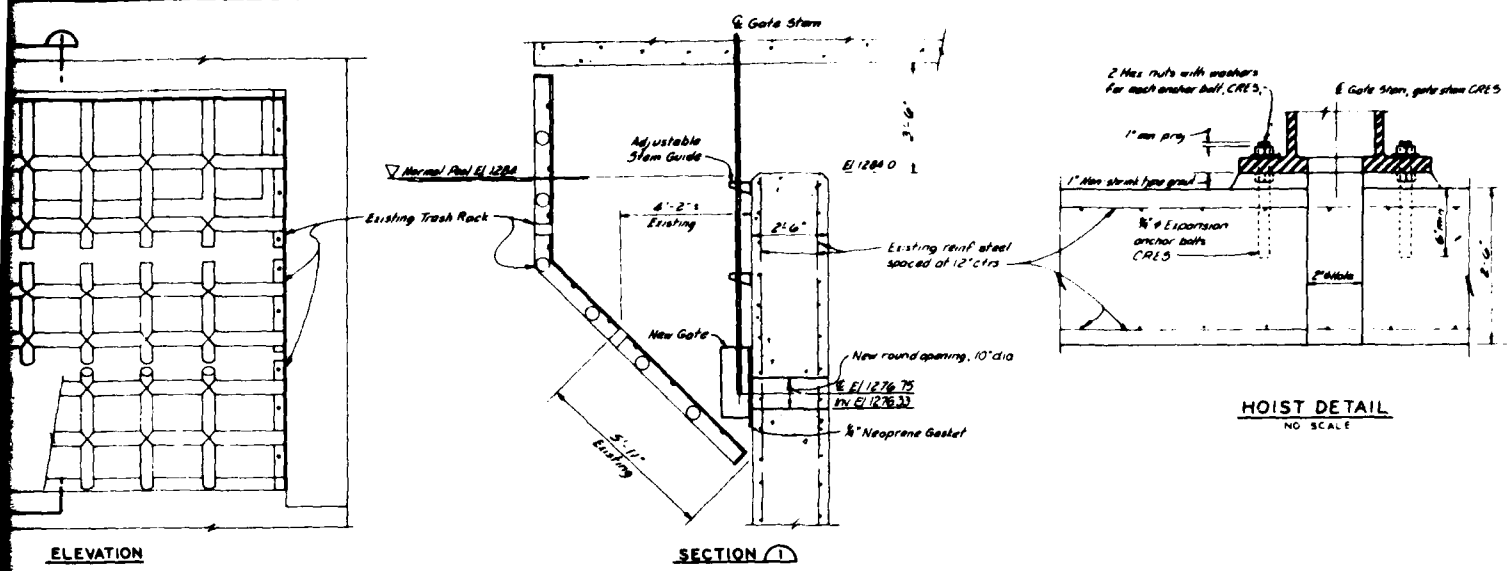 ℄ Gate Stem
2 Hex nuts with washers
for each anchor bolt, CRES,
℄ Gate Stem, gate stem CRES
1" min proj
3'-6"
Adjustable
Stem Guide
▽ Normal Pool El 1284
El 1284.0
1" Non shrink type grout
Existing Trash Rack
4'-2"±
Existing
2'-6"
Existing reinf steel
spaced at 12" ctrs
¾" ϕ Expansion
anchor bolts
CRES
6" min
2'-6"
2" ϕ Hole
New Gate
New round opening, 10" dia
℄ El 1276.75
Inv El 1276.33
¼" Neoprene Gasket
5'-11"
Existing
HOIST DETAIL
NO SCALE
ELEVATION
SECTION 1